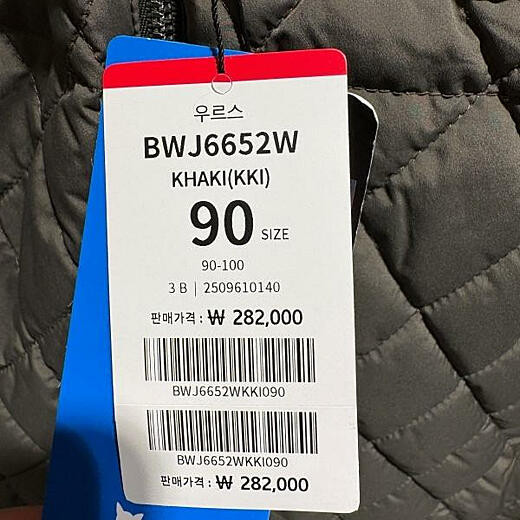 우르스
BWJ6652W
KHAKI(KKI)
90 SIZE
90-100
3 B | 2509610140
판매가격 : ₩ 282,000
BWJ6652WKKI090
BWJ6652WKKI090
판매가격 : ₩ 282,000